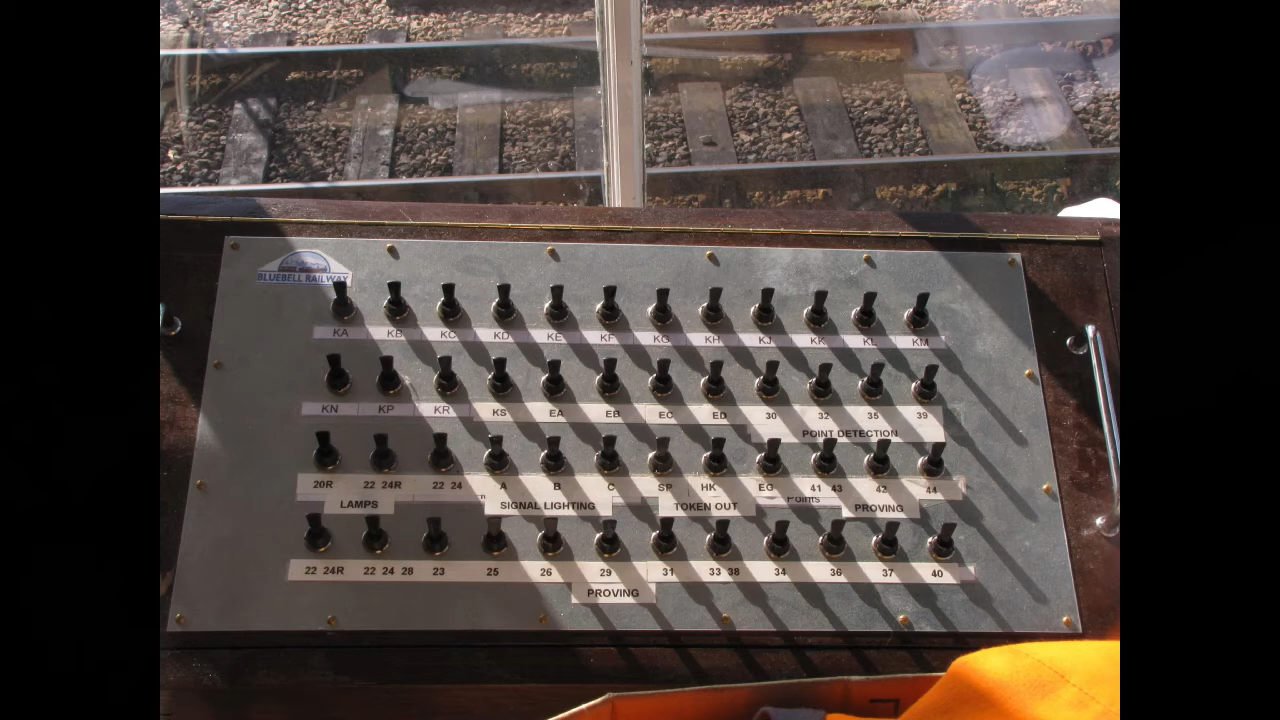 BLUEBELL RAILWAY
KA KB KC KD KE KF KG KH KJ KK KL KM
KN KP KR KS EA EB EC ED 30 32 35 39
POINT DETECTION
20R 22 24R 22 24 A B C SP HK EG 41 43 42 44
LAMPS SIGNAL LIGHTING TOKEN OUT Points PROVING
22 24R 22 24 28 23 25 26 29 31 33 38 34 36 37 40
PROVING